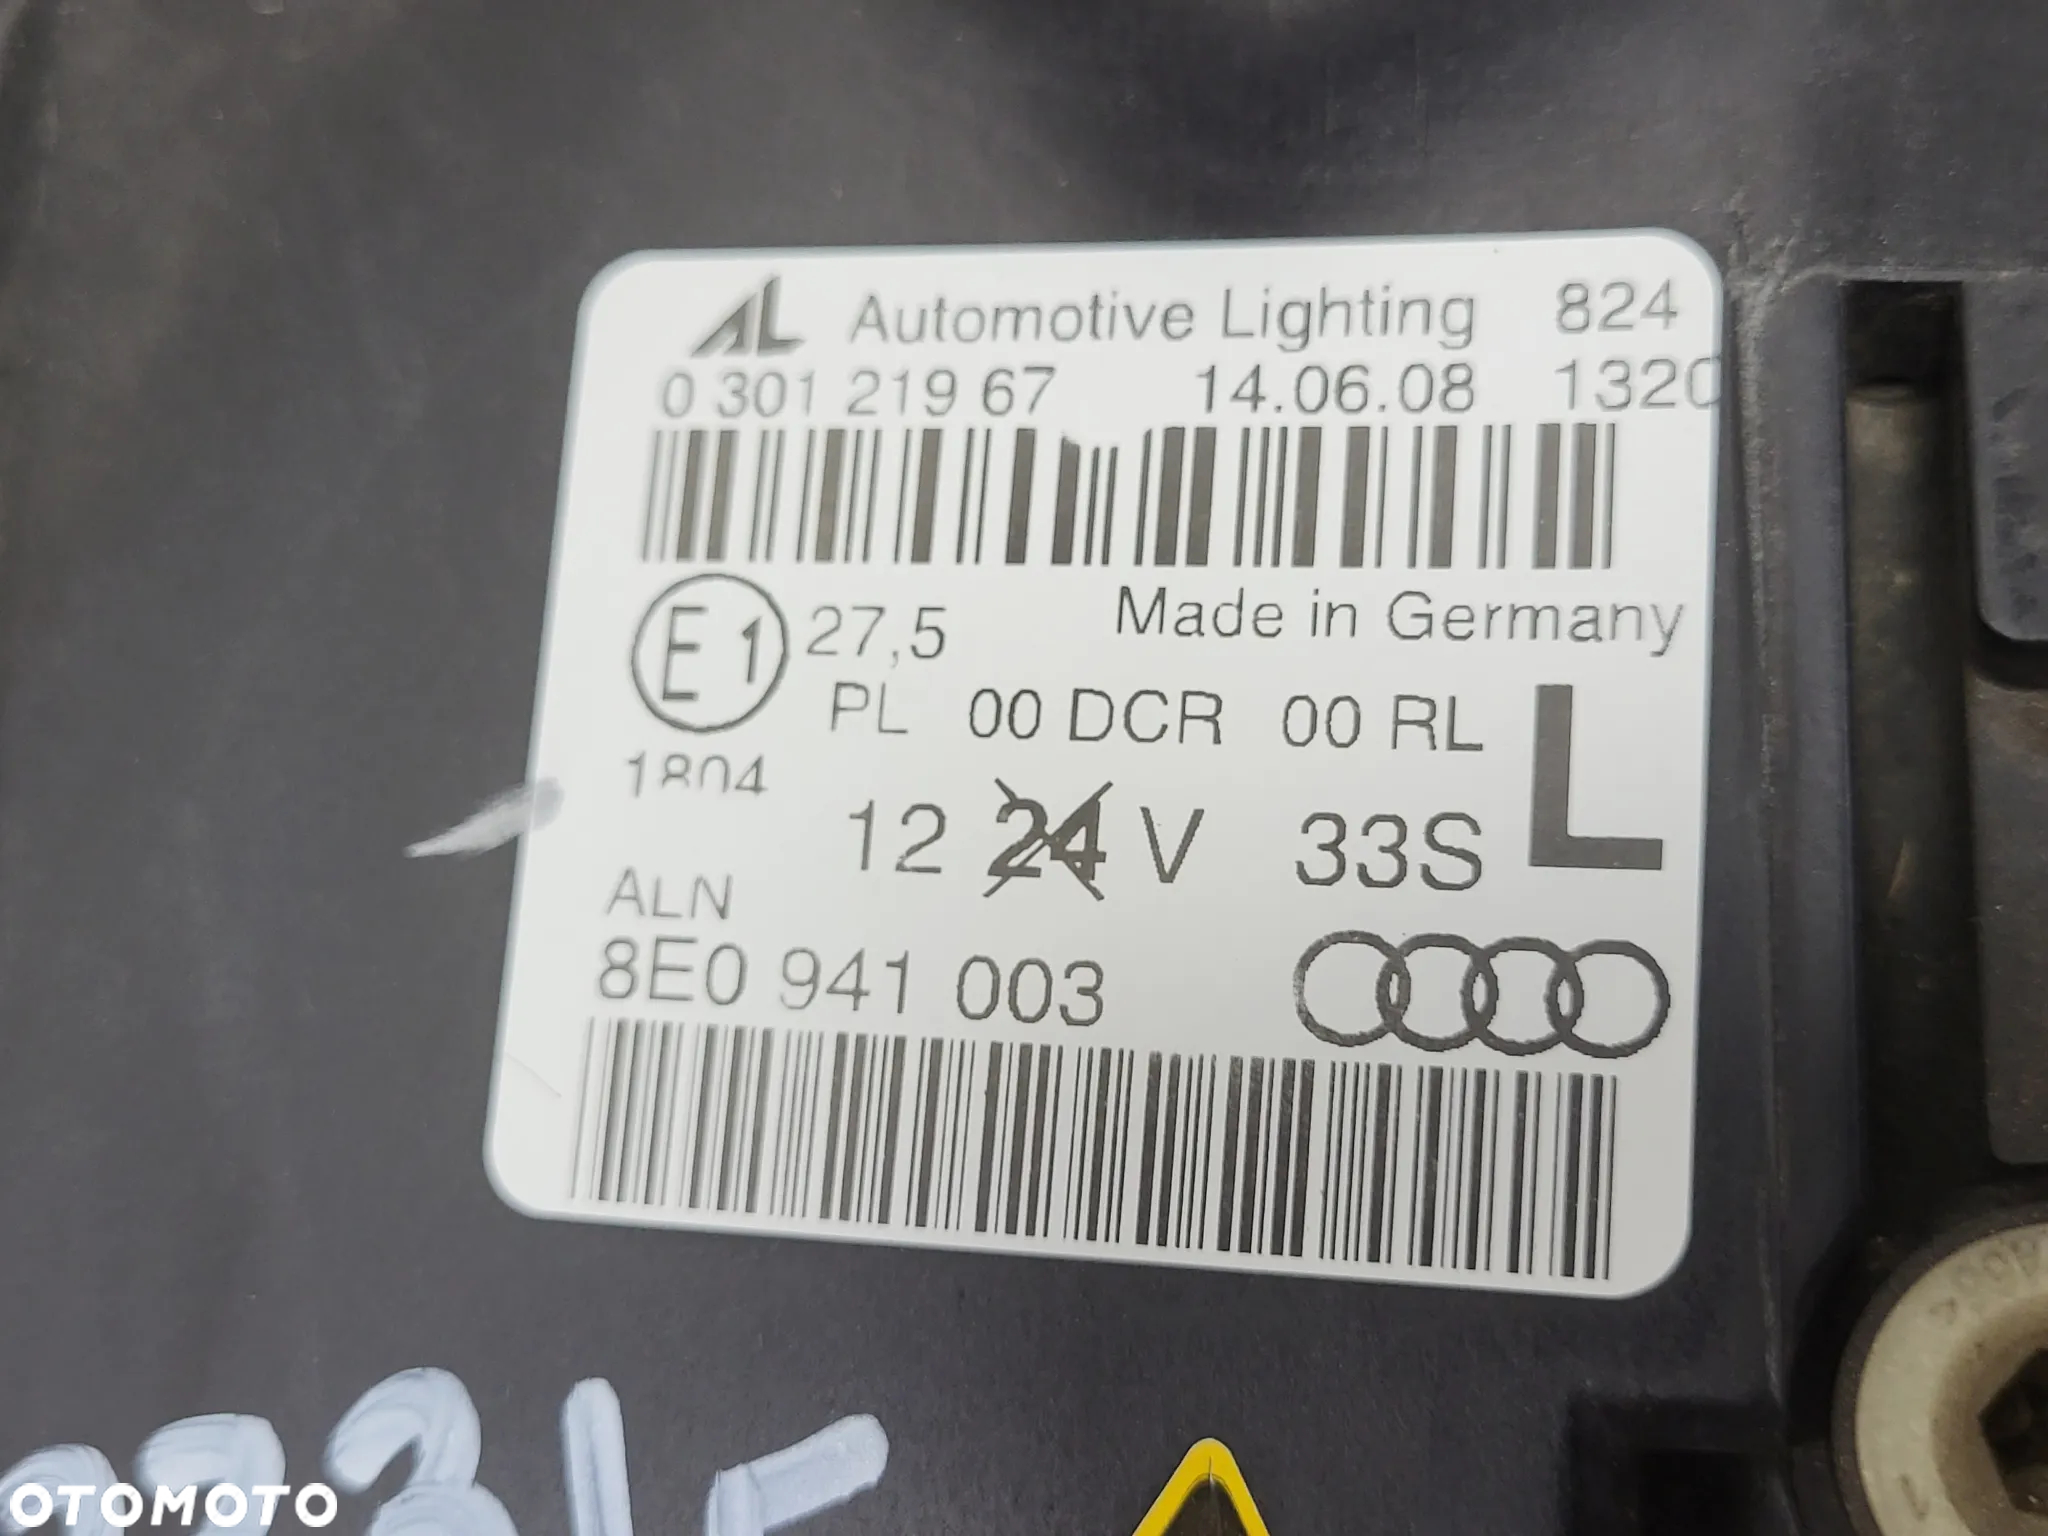 AL Automotive Lighting 824
0 301 219 67 14.06.08 1320
E1 27,5 Made in Germany
PL 00 DCR 00 RL L
1804
12 24 V 33S
ALN
8E0 941 003
OTOMOTO